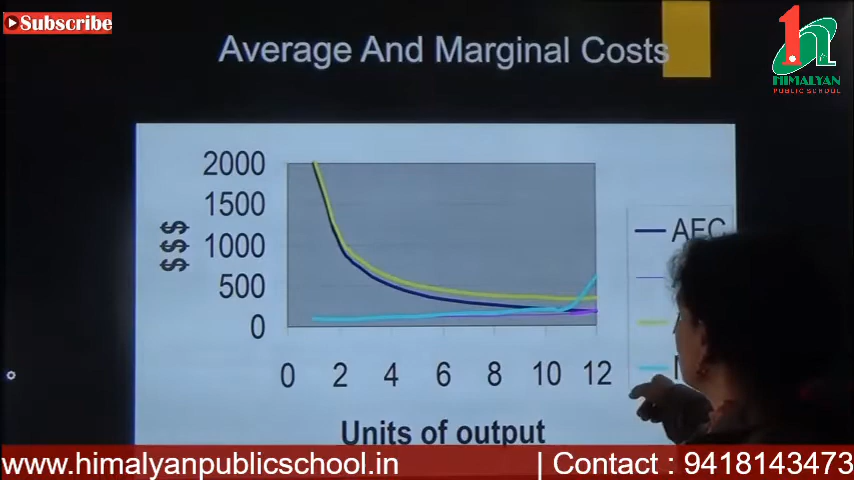 Subscribe
Average And Marginal Costs
1h
HIMALYAN
PUBLIC SCHOOL
2000
1500
1000
500
0
$$$
0 2 4 6 8 10 12
Units of output
AFC
www.himalyanpublicschool.in | Contact : 9418143473